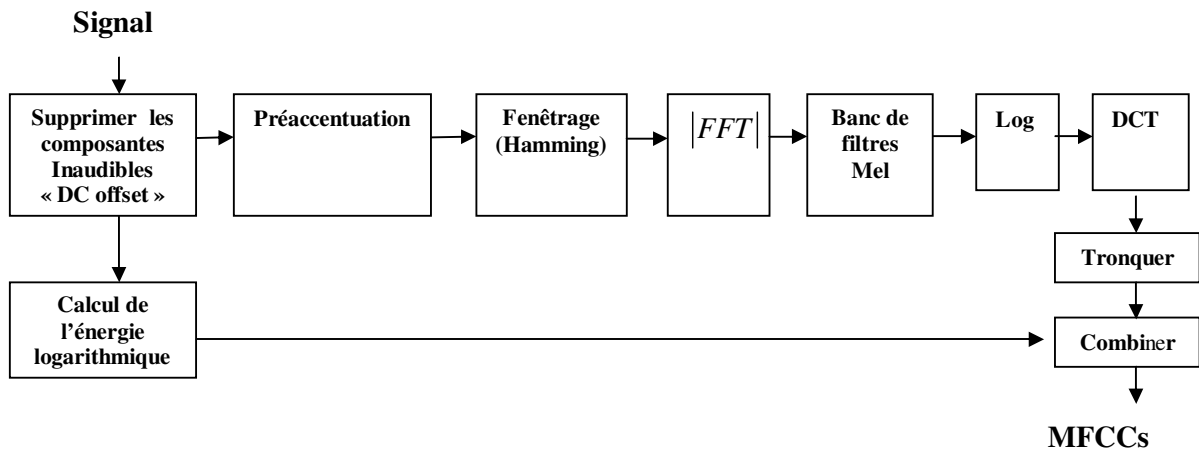 Signal
Supprimer les
composantes
Inaudibles
« DC offset »
Préaccentuation
Fenêtrage
(Hamming)
|FFT|
Banc de
filtres
Mel
Log
DCT
Tronquer
Calcul de
l’énergie
logarithmique
Combiner
MFCCs